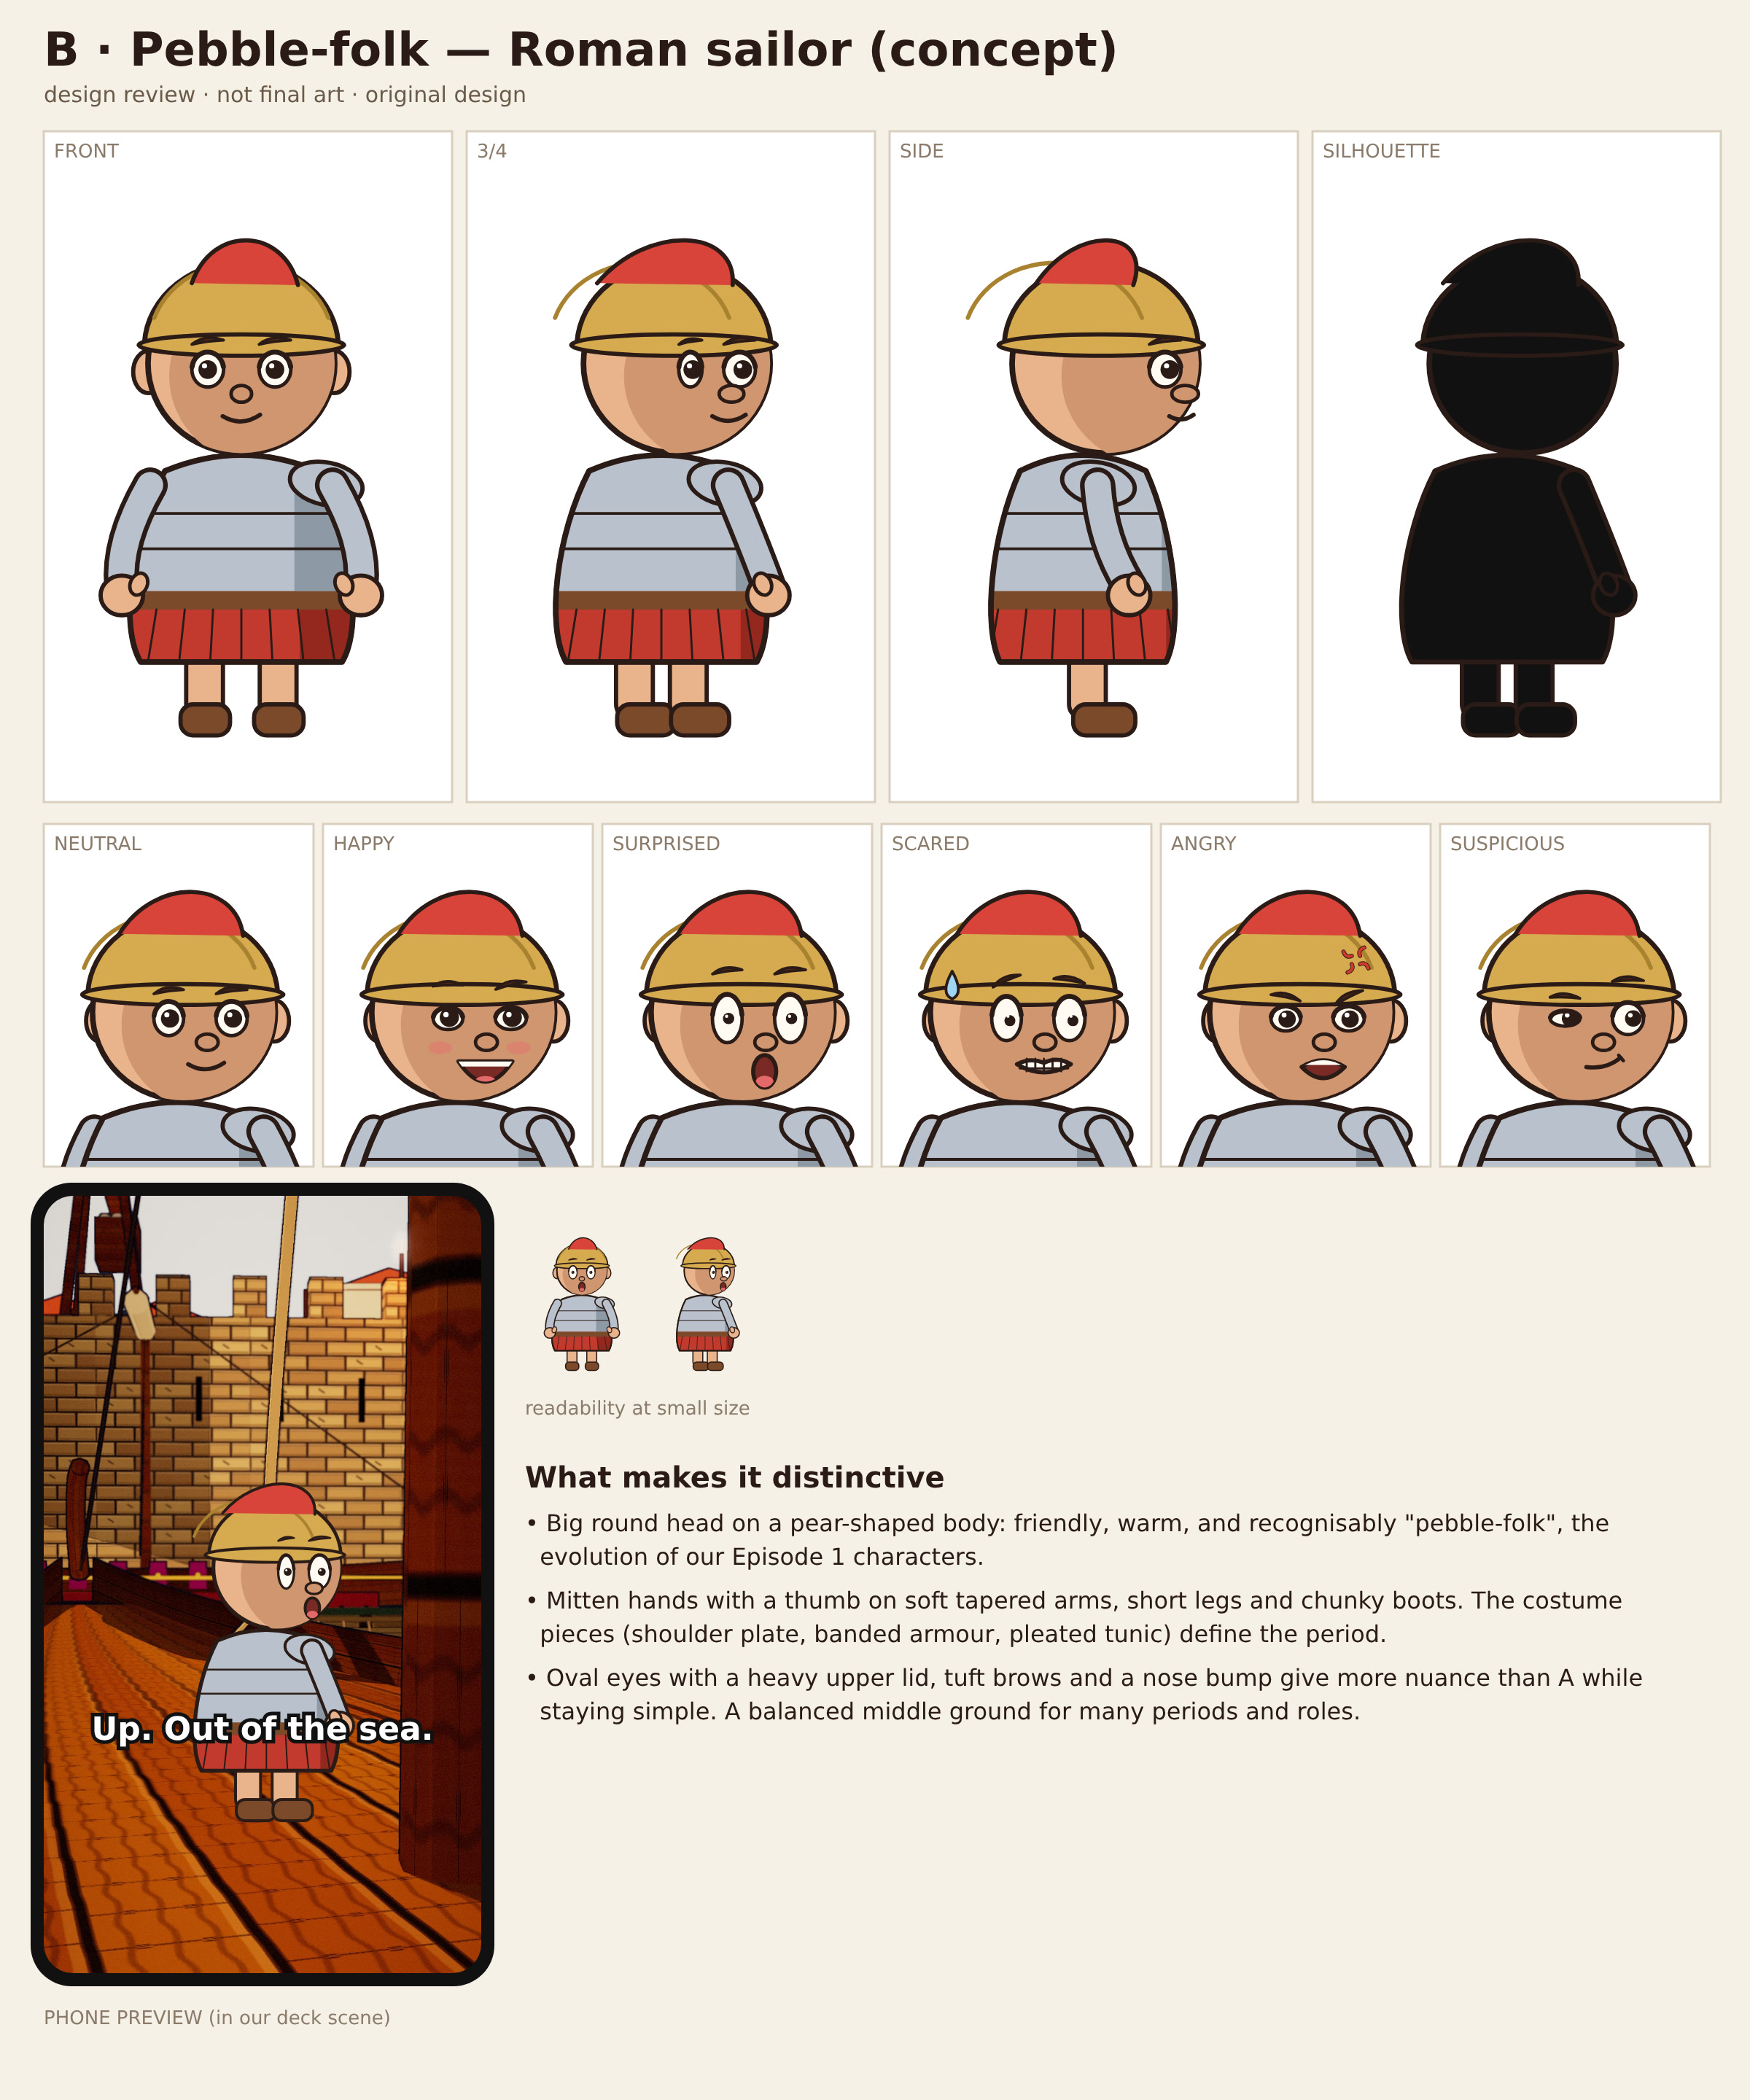 B · Pebble-folk — Roman sailor (concept)
design review · not final art · original design
FRONT
3/4
SIDE
SILHOUETTE
NEUTRAL
HAPPY
SURPRISED
SCARED
ANGRY
SUSPICIOUS
readability at small size
What makes it distinctive
• Big round head on a pear-shaped body: friendly, warm, and recognisably "pebble-folk", the
evolution of our Episode 1 characters.
• Mitten hands with a thumb on soft tapered arms, short legs and chunky boots. The costume
pieces (shoulder plate, banded armour, pleated tunic) define the period.
• Oval eyes with a heavy upper lid, tuft brows and a nose bump give more nuance than A while
staying simple. A balanced middle ground for many periods and roles.
Up. Out of the sea.
PHONE PREVIEW (in our deck scene)